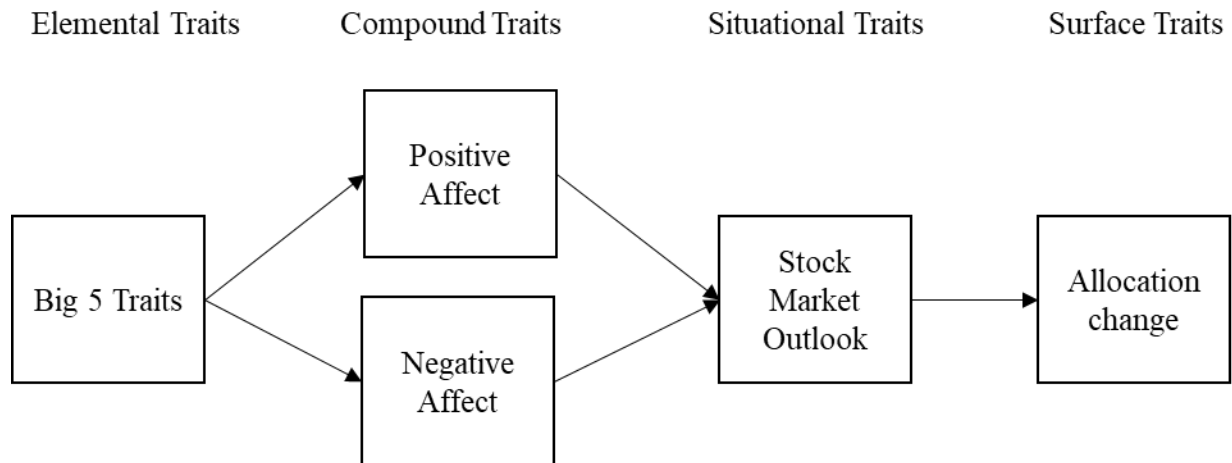 Elemental Traits
Compound Traits
Situational Traits
Surface Traits
Positive
Affect
Big 5 Traits
Negative
Affect
Stock
Market
Outlook
Allocation
change